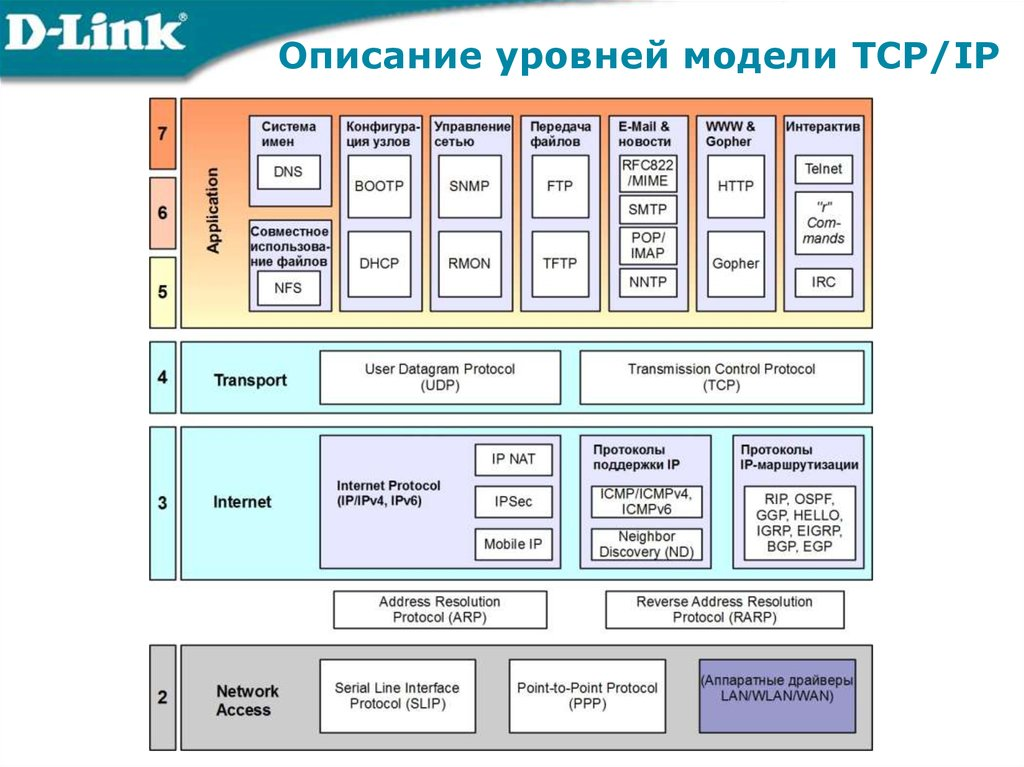 D-Link®
Описание уровней модели TCP/IP
7
6
5
Application
Система
имен
DNS
Совместное
использова-
ние файлов
NFS
Конфигура-
ция узлов
BOOTP
DHCP
Управление
сетью
SNMP
RMON
Передача
файлов
FTP
TFTP
E-Mail &
новости
RFC822
/MIME
SMTP
POP/
IMAP
NNTP
WWW &
Gopher
HTTP
Gopher
Интерактив
Telnet
"r"
Com-
mands
IRC
4
Transport
User Datagram Protocol
(UDP)
Transmission Control Protocol
(TCP)
3
Internet
Internet Protocol
(IP/IPv4, IPv6)
IP NAT
IPSec
Mobile IP
Протоколы
поддержки IP
ICMP/ICMPv4,
ICMPv6
Neighbor
Discovery (ND)
Протоколы
IP-маршрутизации
RIP, OSPF,
GGP, HELLO,
IGRP, EIGRP,
BGP, EGP
Address Resolution
Protocol (ARP)
Reverse Address Resolution
Protocol (RARP)
2
Network
Access
Serial Line Interface
Protocol (SLIP)
Point-to-Point Protocol
(PPP)
(Аппаратные драйверы
LAN/WLAN/WAN)